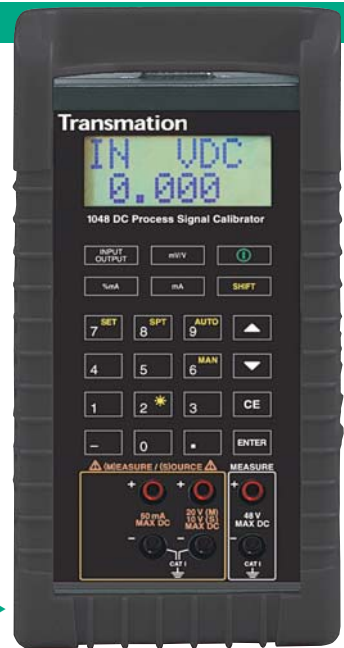 Transmation
IN VDC
0.000
1048 DC Process Signal Calibrator
INPUT OUTPUT mV/V
%mA mA SHIFT
7 SET 8 SPT 9 AUTO
4 5 6 MAN
1 2 3 CE
– 0 . ENTER
(M)EASURE / (S)OURCE MEASURE
+ + +
50 mA MAX DC 20 V (M) 10 V (S) MAX DC 48 V MAX DC
– – –
CAT I CAT I